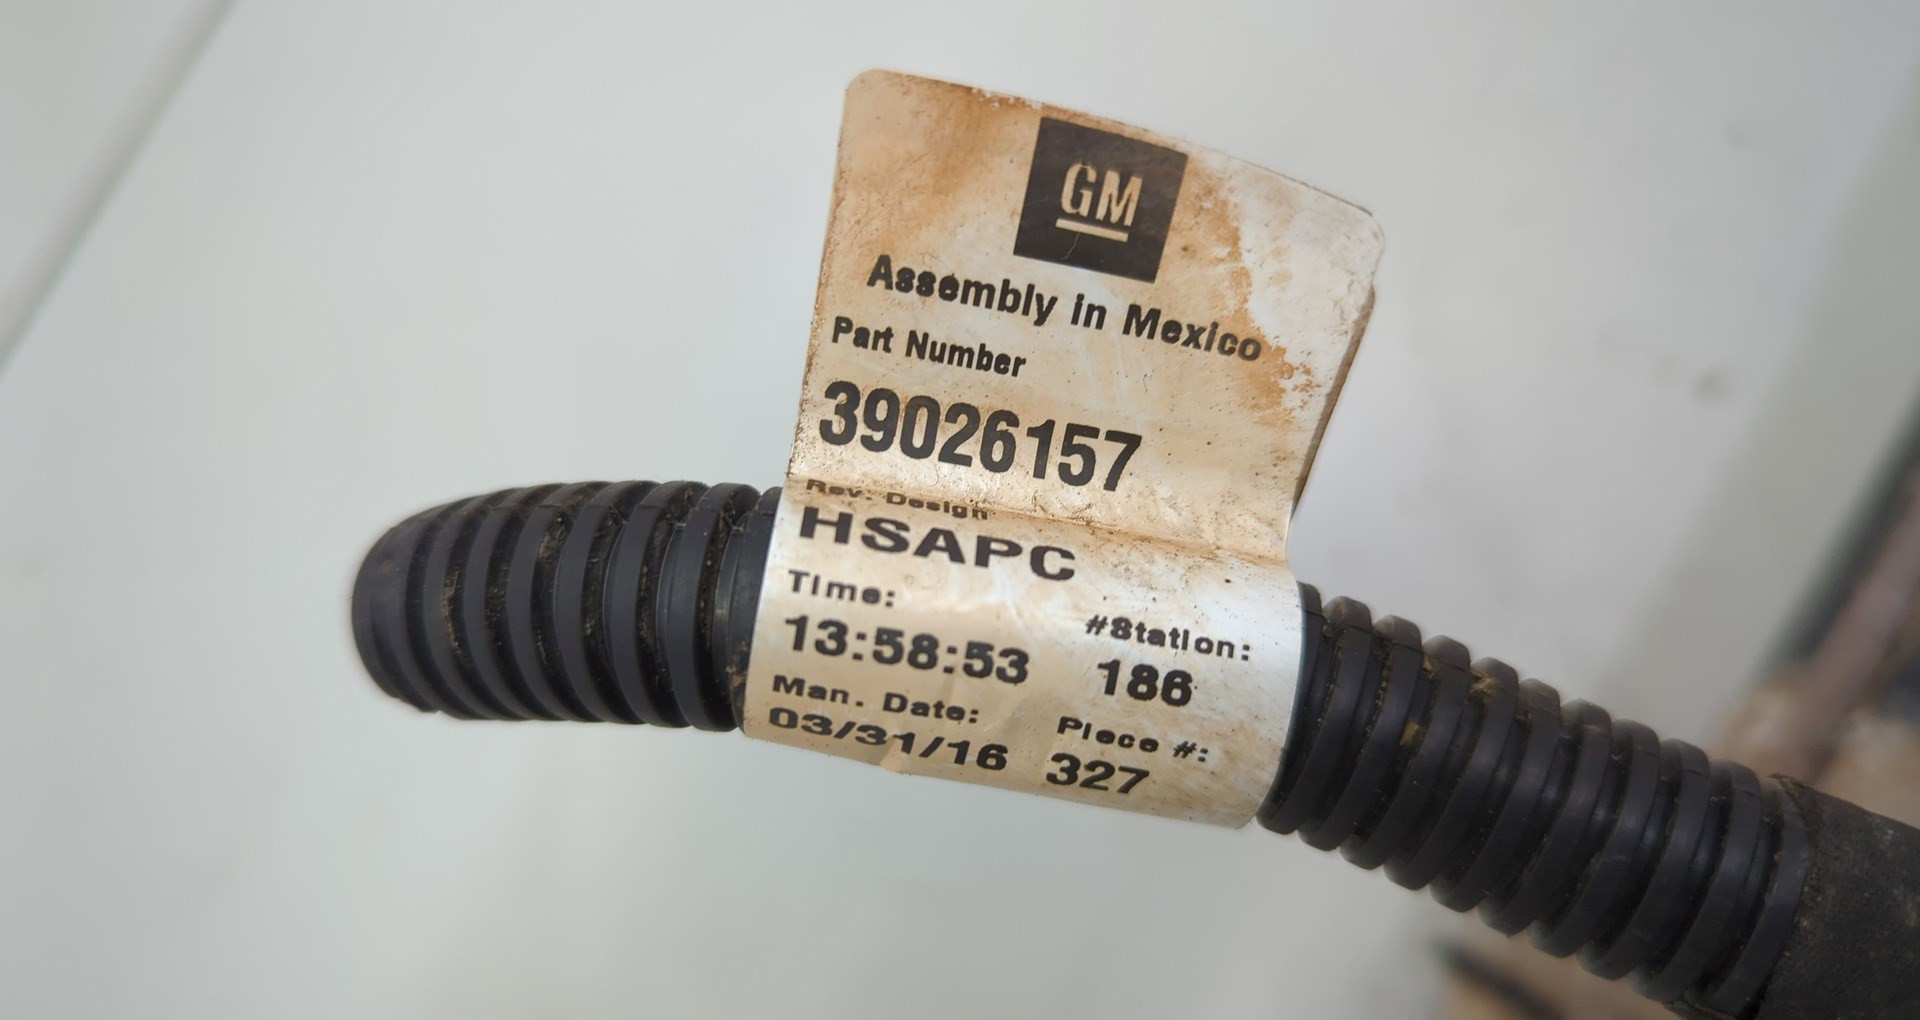 GM
Assembly in Mexico
Part Number
39026157
Rev. Design
HSAPC
Time:
13:58:53
#Station:
186
Man. Date:
03/31/16
Piece #:
327